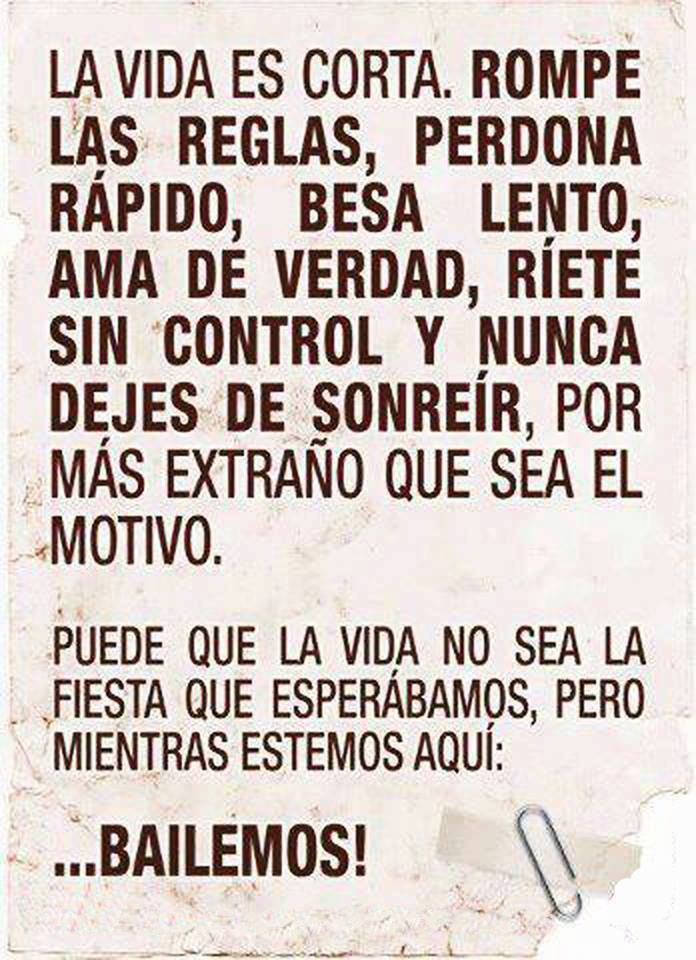 LA VIDA ES CORTA. ROMPE
LAS REGLAS, PERDONA
RÁPIDO, BESA LENTO,
AMA DE VERDAD, RÍETE
SIN CONTROL Y NUNCA
DEJES DE SONREÍR, POR
MÁS EXTRAÑO QUE SEA EL
MOTIVO.
PUEDE QUE LA VIDA NO SEA LA
FIESTA QUE ESPERÁBAMOS, PERO
MIENTRAS ESTEMOS AQUÍ:
...BAILEMOS!